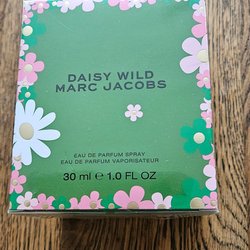 DAISY WILD
MARC JACOBS
EAU DE PARFUM SPRAY
EAU DE PARFUM VAPORISATEUR
30 ml ℮ 1.0 FL OZ